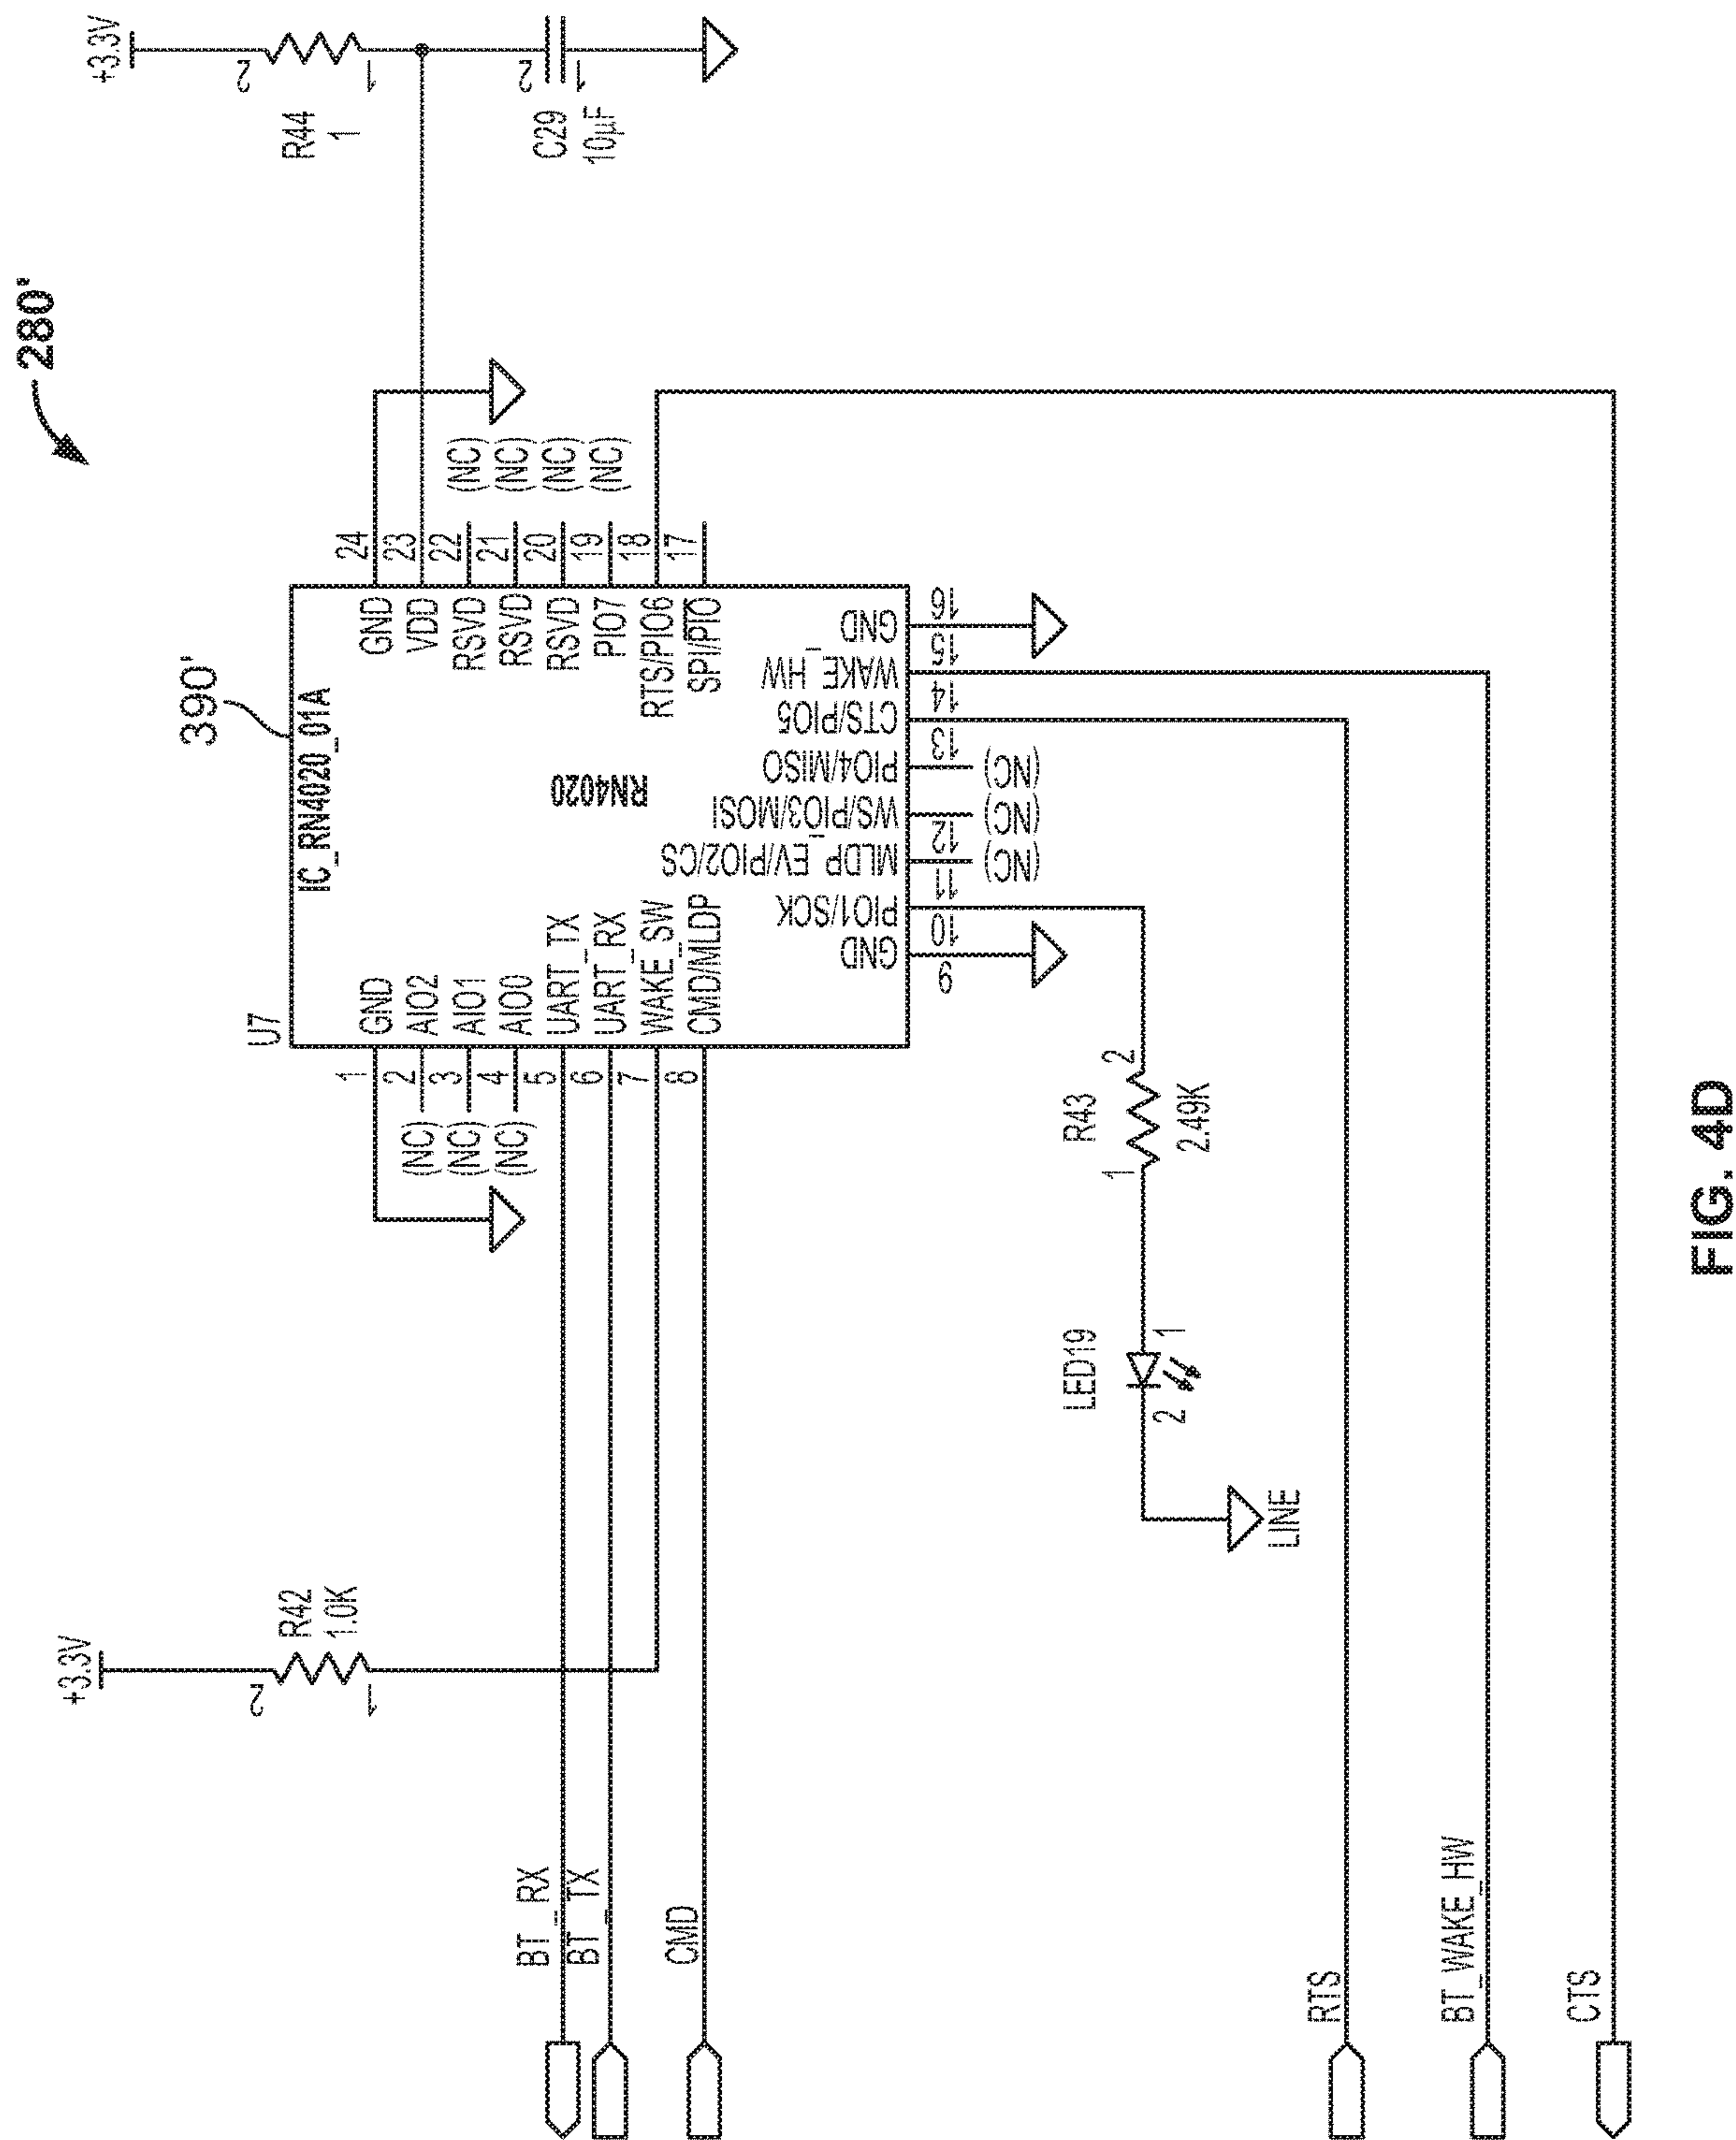 280'
390'
+3.3V
R44
1
2
1
C29
10µF
2
1
+3.3V
R42
1.0K
2
1
U7
IC_RN4020_01A
RN4020
1 GND
2 AIO2 (NC)
3 AIO1 (NC)
4 AIO0 (NC)
5 UART_TX
6 UART_RX
7 WAKE_SW
8 CMD/MLDP
24 GND
23 VDD
22 RSVD (NC)
21 RSVD (NC)
20 RSVD (NC)
19 PIO7 (NC)
18 RTS/PIO6
17 SPI/PIO
9 GND
10 PIO1/SCK
11 MLDP_EV/PIO2/CS (NC)
12 WS/PIO3/MOSI (NC)
13 PIO4/MISO (NC)
14 CTS/PIO5
15 WAKE_HW
16 GND
BT_RX
BT_TX
CMD
LED19
2
1
R43
2.49K
1
2
LINE
RTS
BT_WAKE_HW
CTS
FIG. 4D